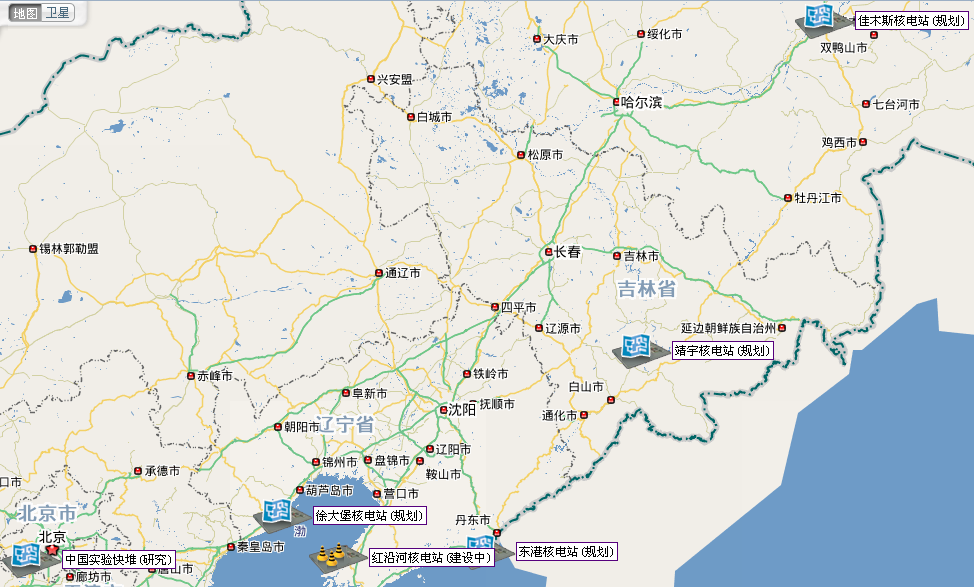 地图 卫星
佳木斯核电站(规划)
大庆市
绥化市
双鸭山市
兴安盟
哈尔滨
七台河市
白城市
鸡西市
松原市
牡丹江市
锡林郭勒盟
长春
吉林市
通辽市
吉林省
四平市
辽源市
延边朝鲜族自治州
靖宇核电站(规划)
赤峰市
铁岭市
白山市
阜新市
抚顺市
沈阳
通化市
朝阳市
辽宁省
辽阳市
锦州市
盘锦市
承德市
鞍山市
口市
葫芦岛市
营口市
北京市
徐大堡核电站(规划)
丹东市
渤
北京
秦皇岛市
东港核电站(规划)
中国实验快堆(研究)
红沿河核电站(建设中)
唐山市
廊坊市